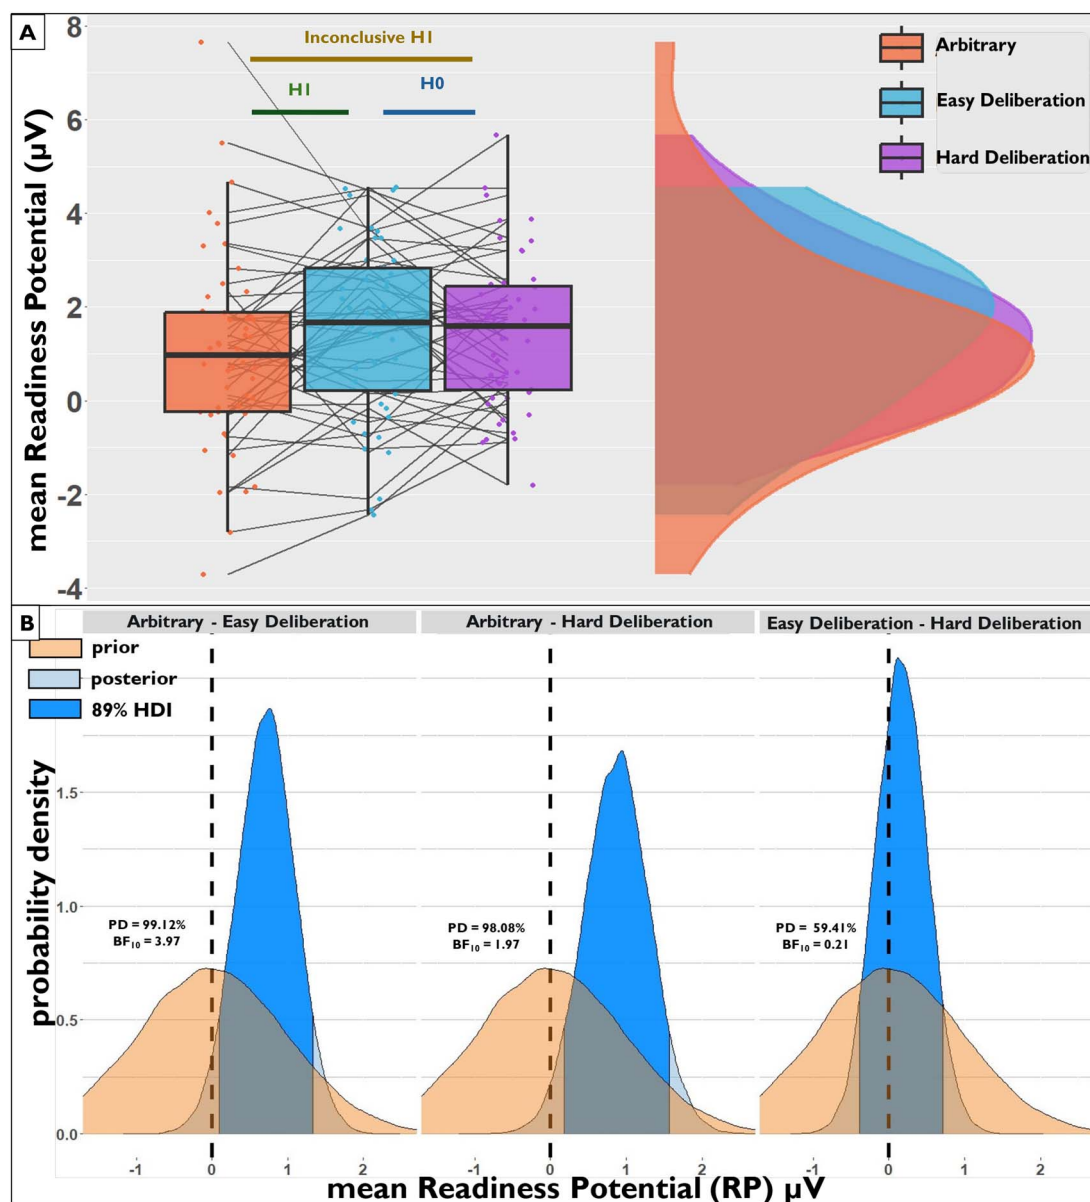 A
8
6
4
2
0
-2
-4
mean Readiness Potential (µV)
Inconclusive H1
H1
H0
Arbitrary
Easy Deliberation
Hard Deliberation
B
Arbitrary - Easy Deliberation
Arbitrary - Hard Deliberation
Easy Deliberation - Hard Deliberation
prior
posterior
89% HDI
probability density
1.5
1.0
0.5
0.0
PD = 99.12%
BF₁₀ = 3.97
PD = 98.08%
BF₁₀ = 1.97
PD = 59.41%
BF₁₀ = 0.21
-1 0 1 2
-1 0 1 2
-1 0 1 2
mean Readiness Potential (RP) µV